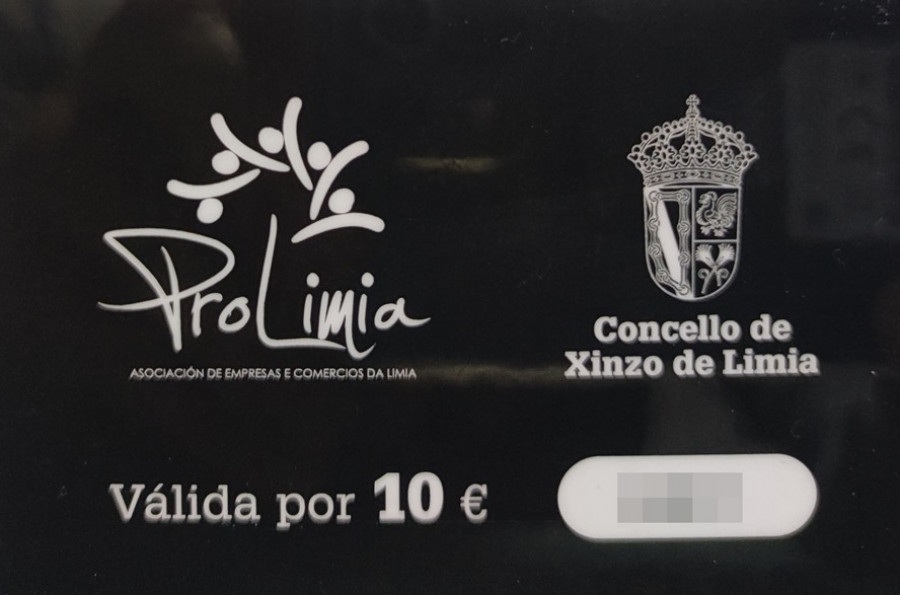 ProLimia
ASOCIACIÓN DE EMPRESAS E COMERCIOS DA LIMIA
Concello de
Xinzo de Limia
Válida por 10 €